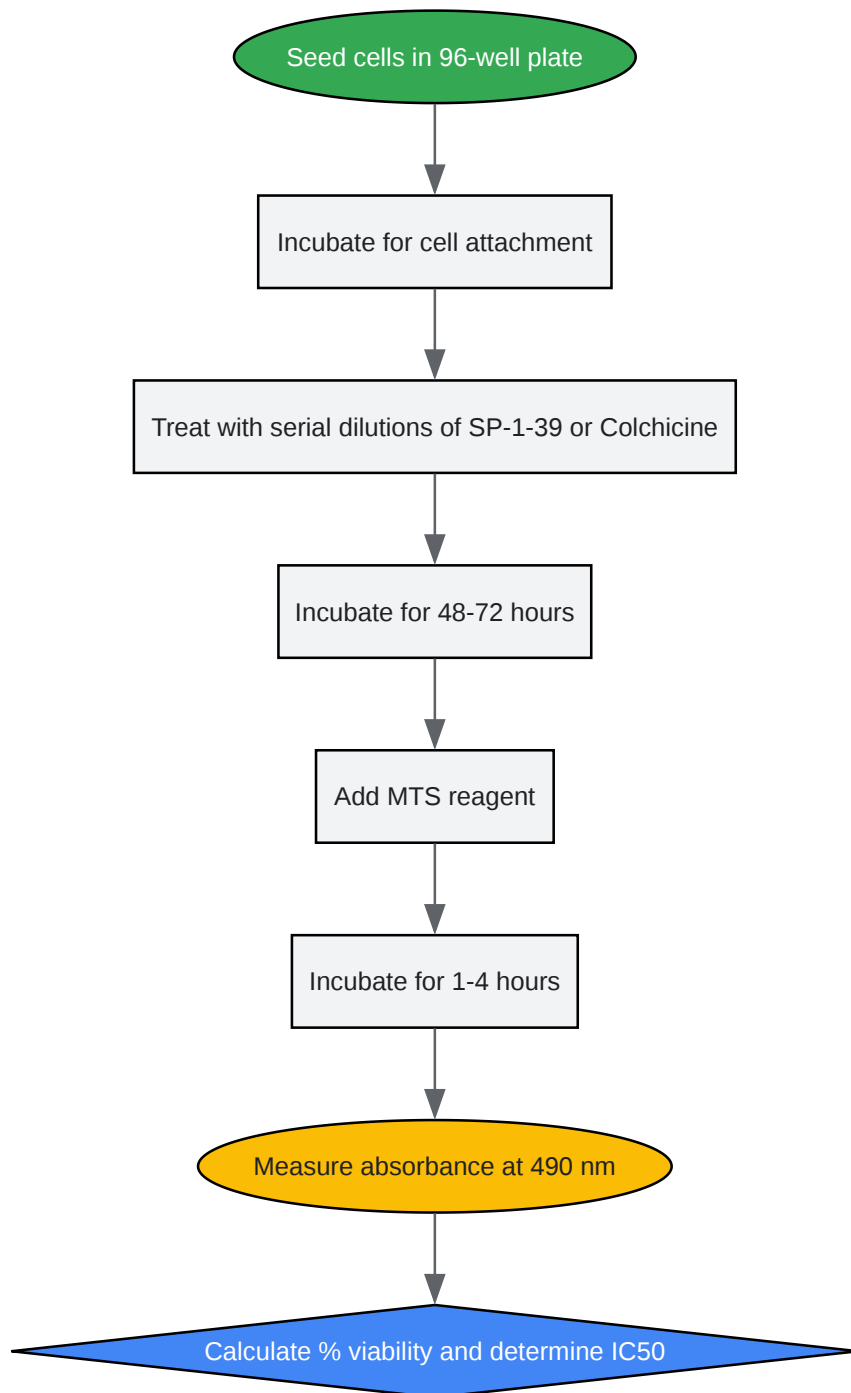 Seed cells in 96-well plate
Incubate for cell attachment
Treat with serial dilutions of SP-1-39 or Colchicine
Incubate for 48-72 hours
Add MTS reagent
Incubate for 1-4 hours
Measure absorbance at 490 nm
Calculate % viability and determine IC50